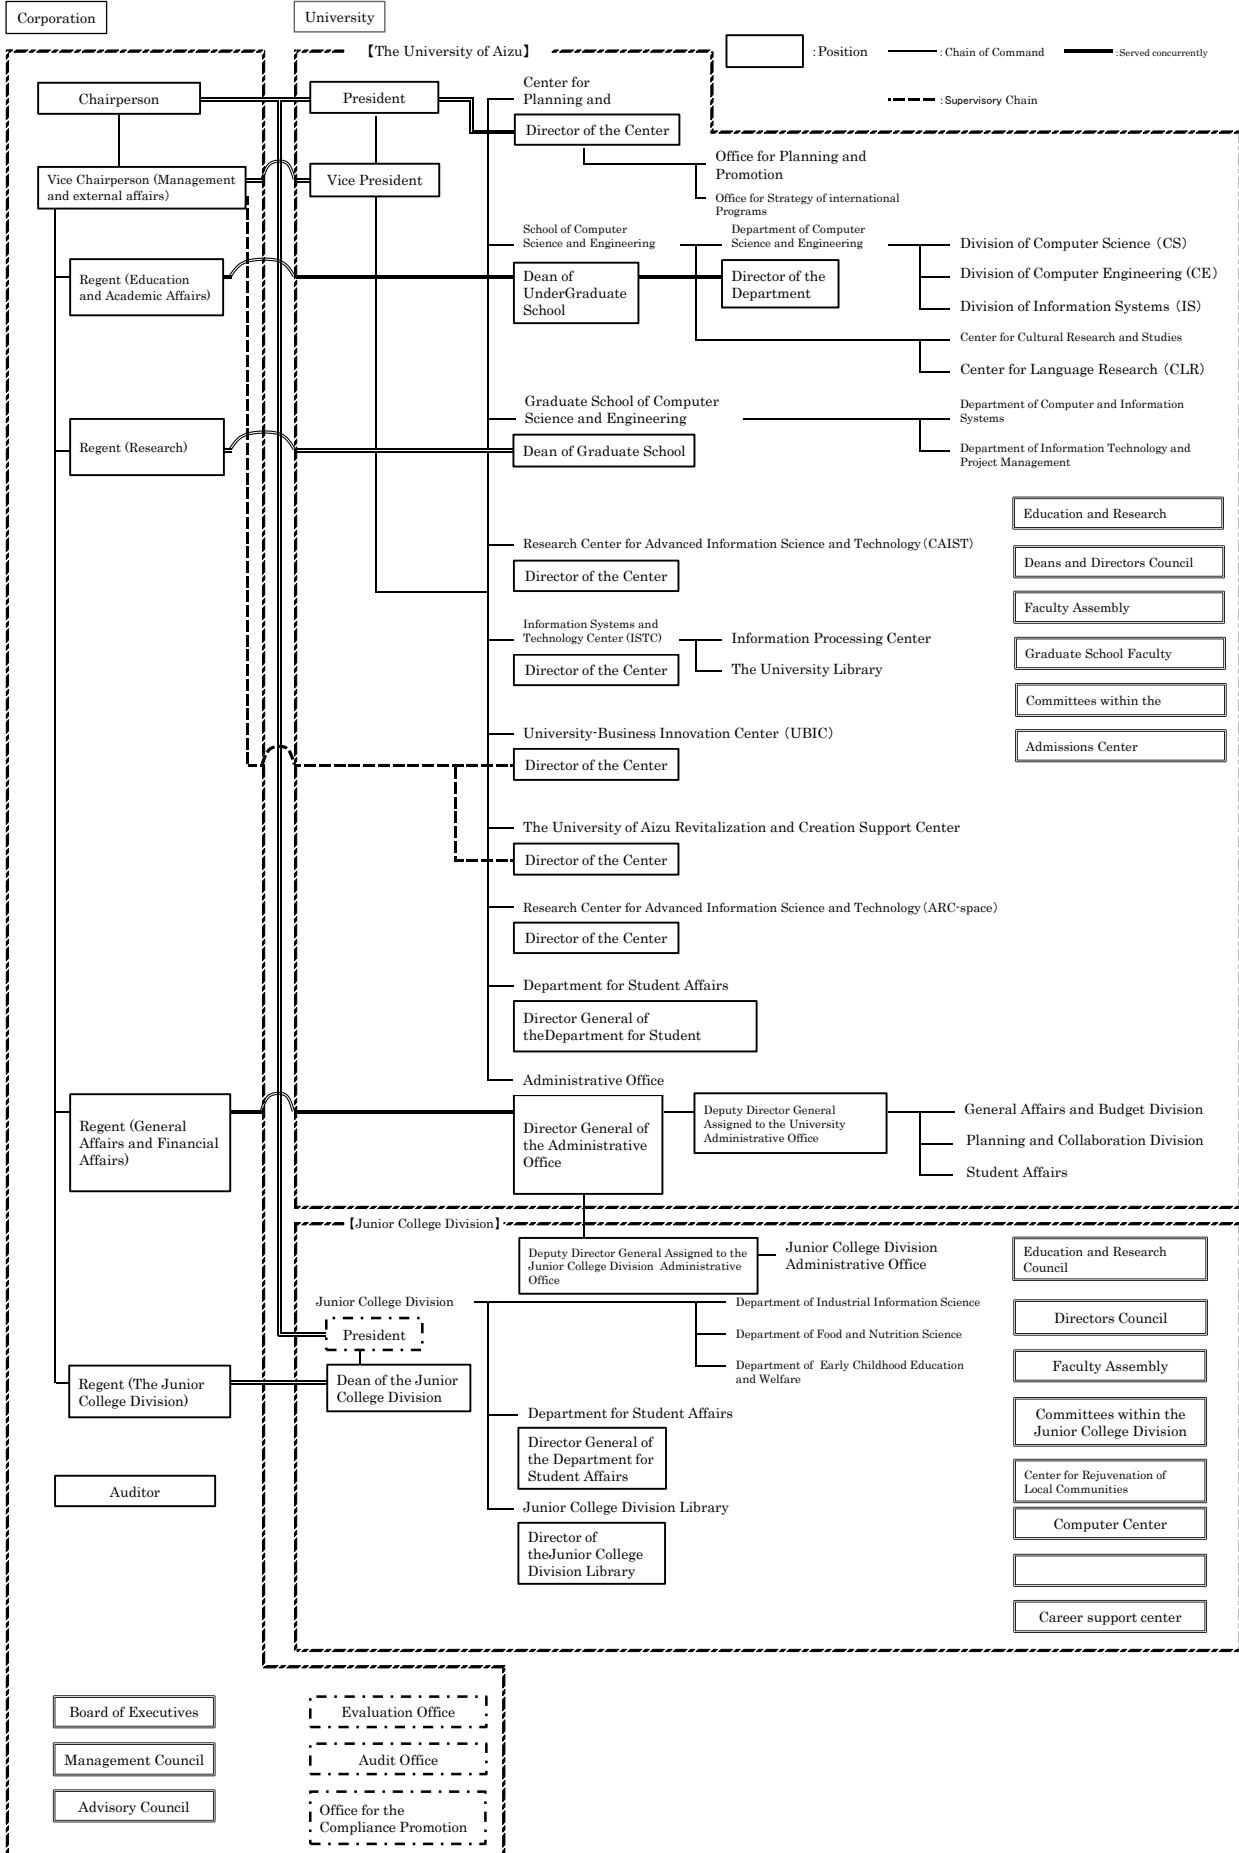 Corporation
University
【The University of Aizu】
:Position
: Chain of Command
: Served concurrently
: Supervisory Chain
Chairperson
President
Center for
Planning and
Director of the Center
Office for Planning and
Promotion
Office for Strategy of international
Programs
Vice Chairperson (Management
and external affairs)
Vice President
School of Computer
Science and Engineering
Department of Computer
Science and Engineering
Division of Computer Science (CS)
Division of Computer Engineering (CE)
Division of Information Systems (IS)
Regent (Education
and Academic Affairs)
Dean of
UnderGraduate
School
Director of the
Department
Center for Cultural Research and Studies
Center for Language Research (CLR)
Graduate School of Computer
Science and Engineering
Department of Computer and Information
Systems
Department of Information Technology and
Project Management
Regent (Research)
Dean of Graduate School
Education and Research
Deans and Directors Council
Faculty Assembly
Graduate School Faculty
Committees within the
Admissions Center
Research Center for Advanced Information Science and Technology (CAIST)
Director of the Center
Information Systems and
Technology Center (ISTC)
Director of the Center
Information Processing Center
The University Library
University-Business Innovation Center (UBIC)
Director of the Center
The University of Aizu Revitalization and Creation Support Center
Director of the Center
Research Center for Advanced Information Science and Technology (ARC-space)
Director of the Center
Department for Student Affairs
Director General of
theDepartment for Student
Administrative Office
Regent (General
Affairs and Financial
Affairs)
Director General of
the Administrative
Office
Deputy Director General
Assigned to the University
Administrative Office
General Affairs and Budget Division
Planning and Collaboration Division
Student Affairs
【Junior College Division】
Deputy Director General Assigned to the
Junior College Division Administrative
Office
Junior College Division
Administrative Office
Junior College Division
President
Department of Industrial Information Science
Department of Food and Nutrition Science
Department of Early Childhood Education
and Welfare
Regent (The Junior
College Division)
Dean of the Junior
College Division
Department for Student Affairs
Director General of
the Department for
Student Affairs
Junior College Division Library
Director of
theJunior College
Division Library
Education and Research
Council
Directors Council
Faculty Assembly
Committees within the
Junior College Division
Center for Rejuvenation of
Local Communities
Computer Center
Career support center
Auditor
Board of Executives
Management Council
Advisory Council
Evaluation Office
Audit Office
Office for the
Compliance Promotion